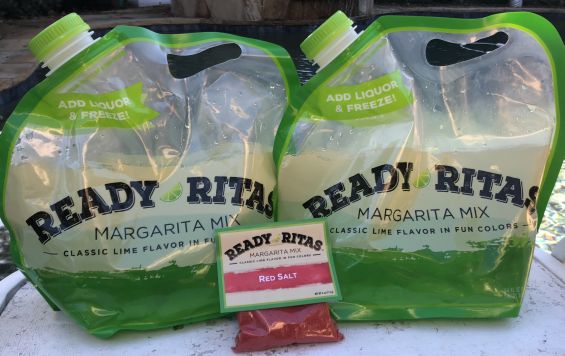 ADD LIQUOR
& FREEZE!
READY RITAS
MARGARITA MIX
CLASSIC LIME FLAVOR IN FUN
ADD LIQUOR
& FREEZE!
READY RITAS
MARGARITA MIX
CLASSIC LIME FLAVOR IN FUN COLORS
READY RITAS
MARGARITA MIX
CLASSIC LIME FLAVOR IN FUN COLORS
RED SALT